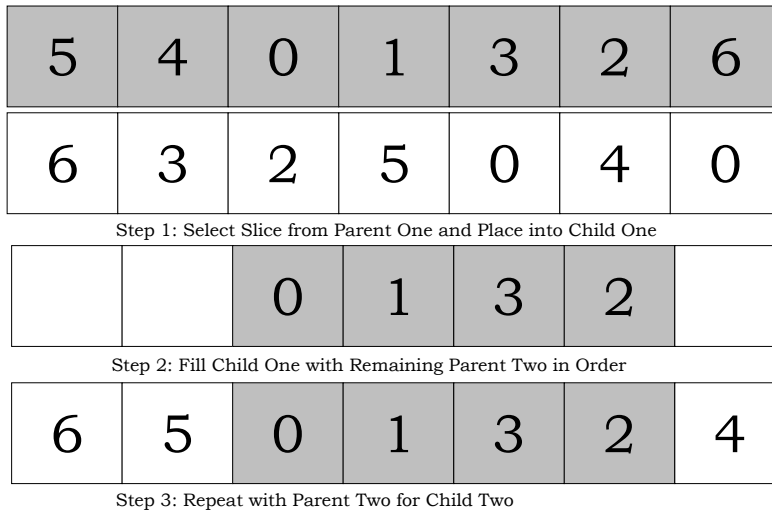 5 4 0 1 3 2 6
6 3 2 5 0 4 0
Step 1: Select Slice from Parent One and Place into Child One
0 1 3 2
Step 2: Fill Child One with Remaining Parent Two in Order
6 5 0 1 3 2 4
Step 3: Repeat with Parent Two for Child Two